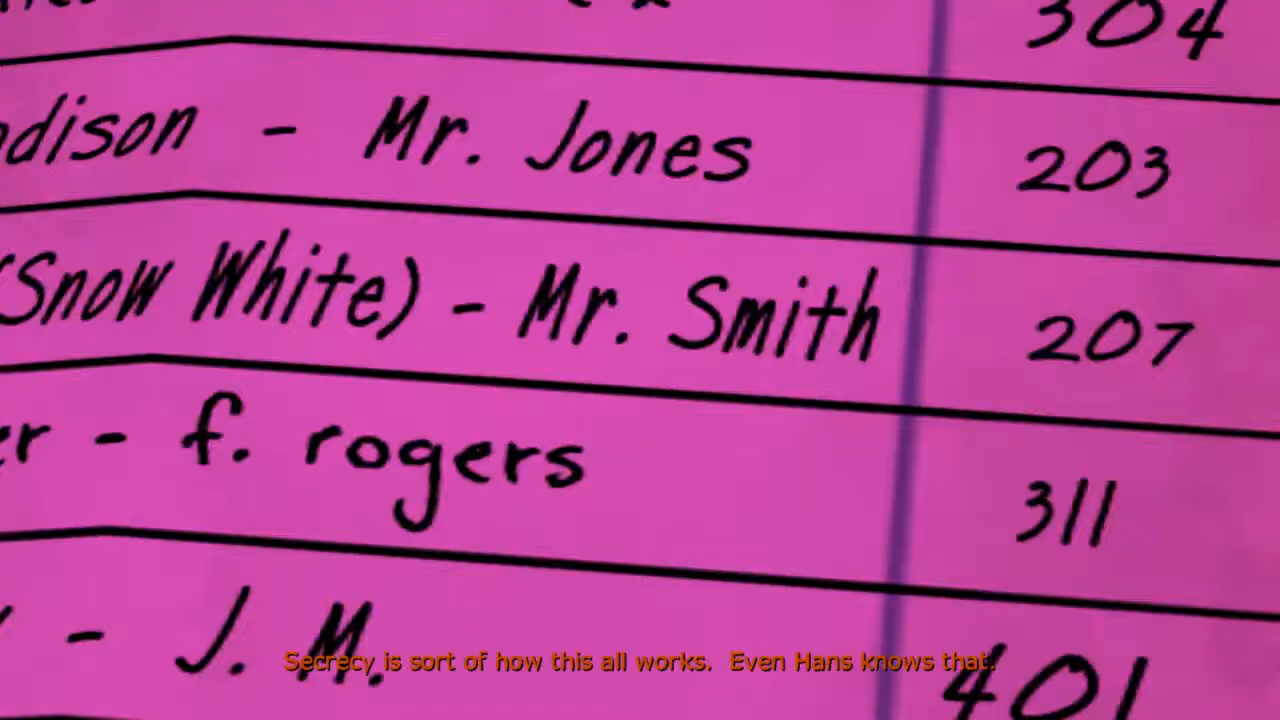 304
adison - Mr. Jones 203
(Snow White) - Mr. Smith 207
er - f. rogers 311
- J. M. 401
Secrecy is sort of how this all works. Even Hans knows that.